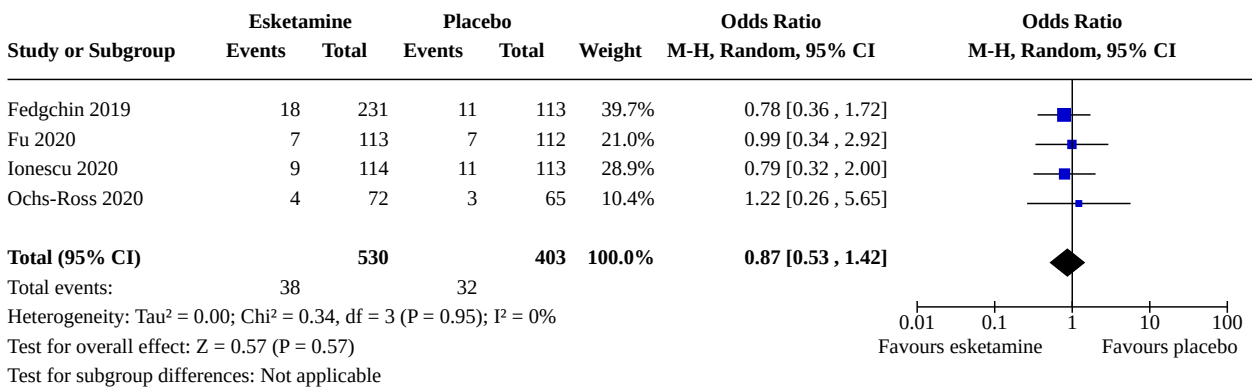 Esketamine Placebo Odds Ratio Odds Ratio
Study or Subgroup Events Total Events Total Weight M-H, Random, 95% CI M-H, Random, 95% CI
Fedgchin 2019 18 231 11 113 39.7% 0.78 [0.36 , 1.72]
Fu 2020 7 113 7 112 21.0% 0.99 [0.34 , 2.92]
Ionescu 2020 9 114 11 113 28.9% 0.79 [0.32 , 2.00]
Ochs-Ross 2020 4 72 3 65 10.4% 1.22 [0.26 , 5.65]
Total (95% CI) 530 403 100.0% 0.87 [0.53 , 1.42]
Total events: 38 32
Heterogeneity: Tau² = 0.00; Chi² = 0.34, df = 3 (P = 0.95); I² = 0%
0.01 0.1 1 10 100
Test for overall effect: Z = 0.57 (P = 0.57)
Favours esketamine Favours placebo
Test for subgroup differences: Not applicable